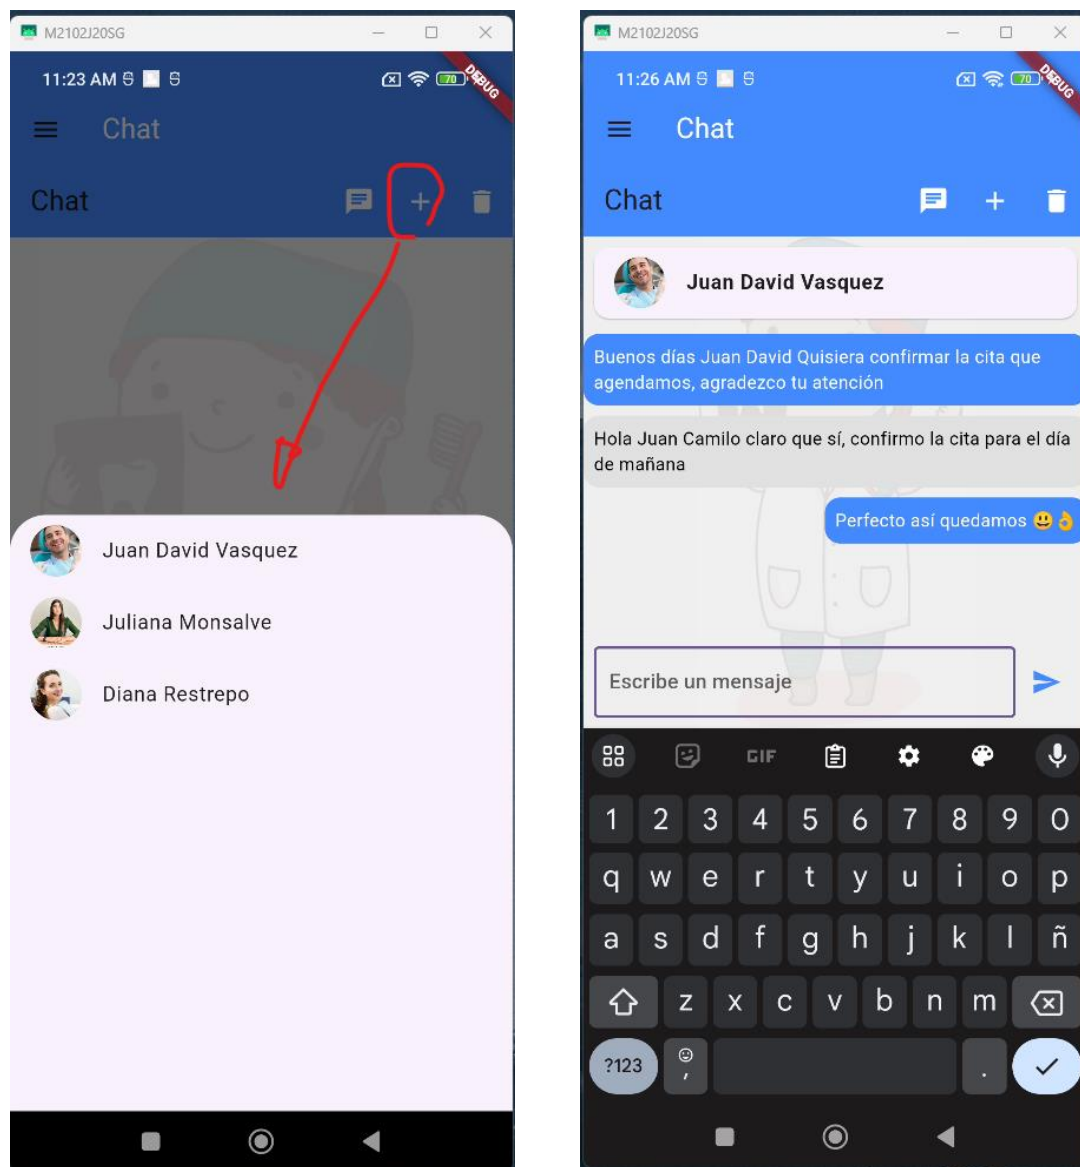 M2102J20SG
11:23 AM
70
DEBUG
Chat
Chat
Juan David Vasquez
Juliana Monsalve
Diana Restrepo
M2102J20SG
11:26 AM
70
DEBUG
Chat
Chat
Juan David Vasquez
Buenos días Juan David Quisiera confirmar la cita que
agendamos, agradezco tu atención
Hola Juan Camilo claro que sí, confirmo la cita para el día
de mañana
Perfecto así quedamos 😃👌
Escribe un mensaje
GIF
1 2 3 4 5 6 7 8 9 0
q w e r t y u i o p
a s d f g h j k l ñ
z x c v b n m
?123 , .